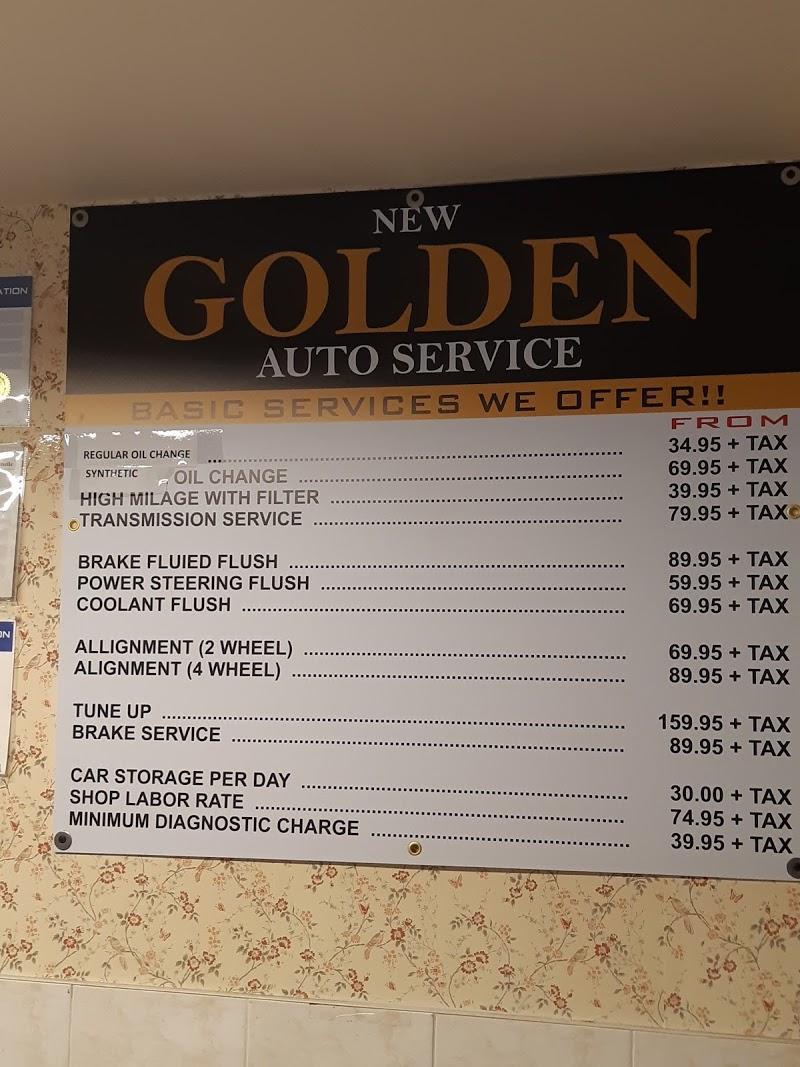 NEW
GOLDEN
AUTO SERVICE
BASIC SERVICES WE OFFER!!
FROM
REGULAR OIL CHANGE ........ 34.95 + TAX
SYNTHETIC OIL CHANGE ........ 69.95 + TAX
HIGH MILAGE WITH FILTER ........ 39.95 + TAX
TRANSMISSION SERVICE ........ 79.95 + TAX
BRAKE FLUIED FLUSH ........ 89.95 + TAX
POWER STEERING FLUSH ........ 59.95 + TAX
COOLANT FLUSH ........ 69.95 + TAX
ALLIGNMENT (2 WHEEL) ........ 69.95 + TAX
ALIGNMENT (4 WHEEL) ........ 89.95 + TAX
TUNE UP ........ 159.95 + TAX
BRAKE SERVICE ........ 89.95 + TAX
CAR STORAGE PER DAY ........ 30.00 + TAX
SHOP LABOR RATE ........ 74.95 + TAX
MINIMUM DIAGNOSTIC CHARGE ........ 39.95 + TAX